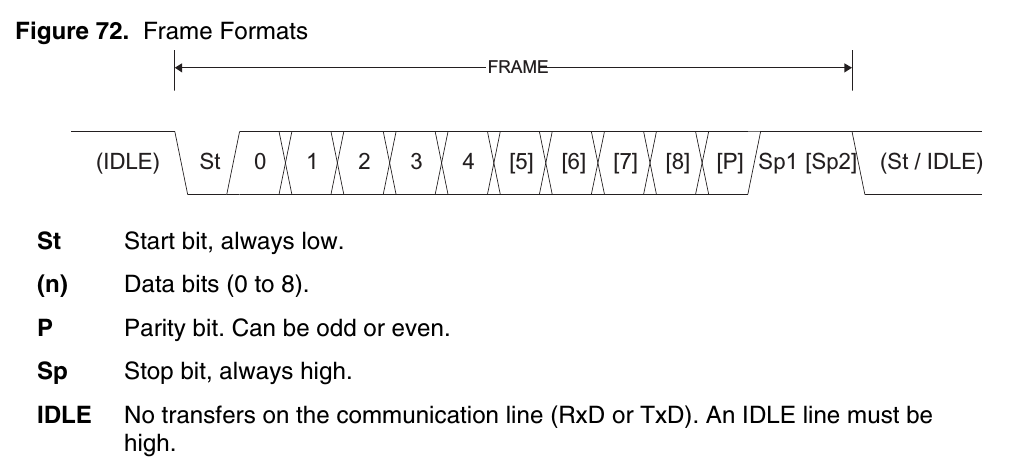 Figure 72. Frame Formats
FRAME
(IDLE) St 0 1 2 3 4 [5] [6] [7] [8] [P] Sp1 [Sp2] (St / IDLE)
St Start bit, always low.
(n) Data bits (0 to 8).
P Parity bit. Can be odd or even.
Sp Stop bit, always high.
IDLE No transfers on the communication line (RxD or TxD). An IDLE line must be
high.